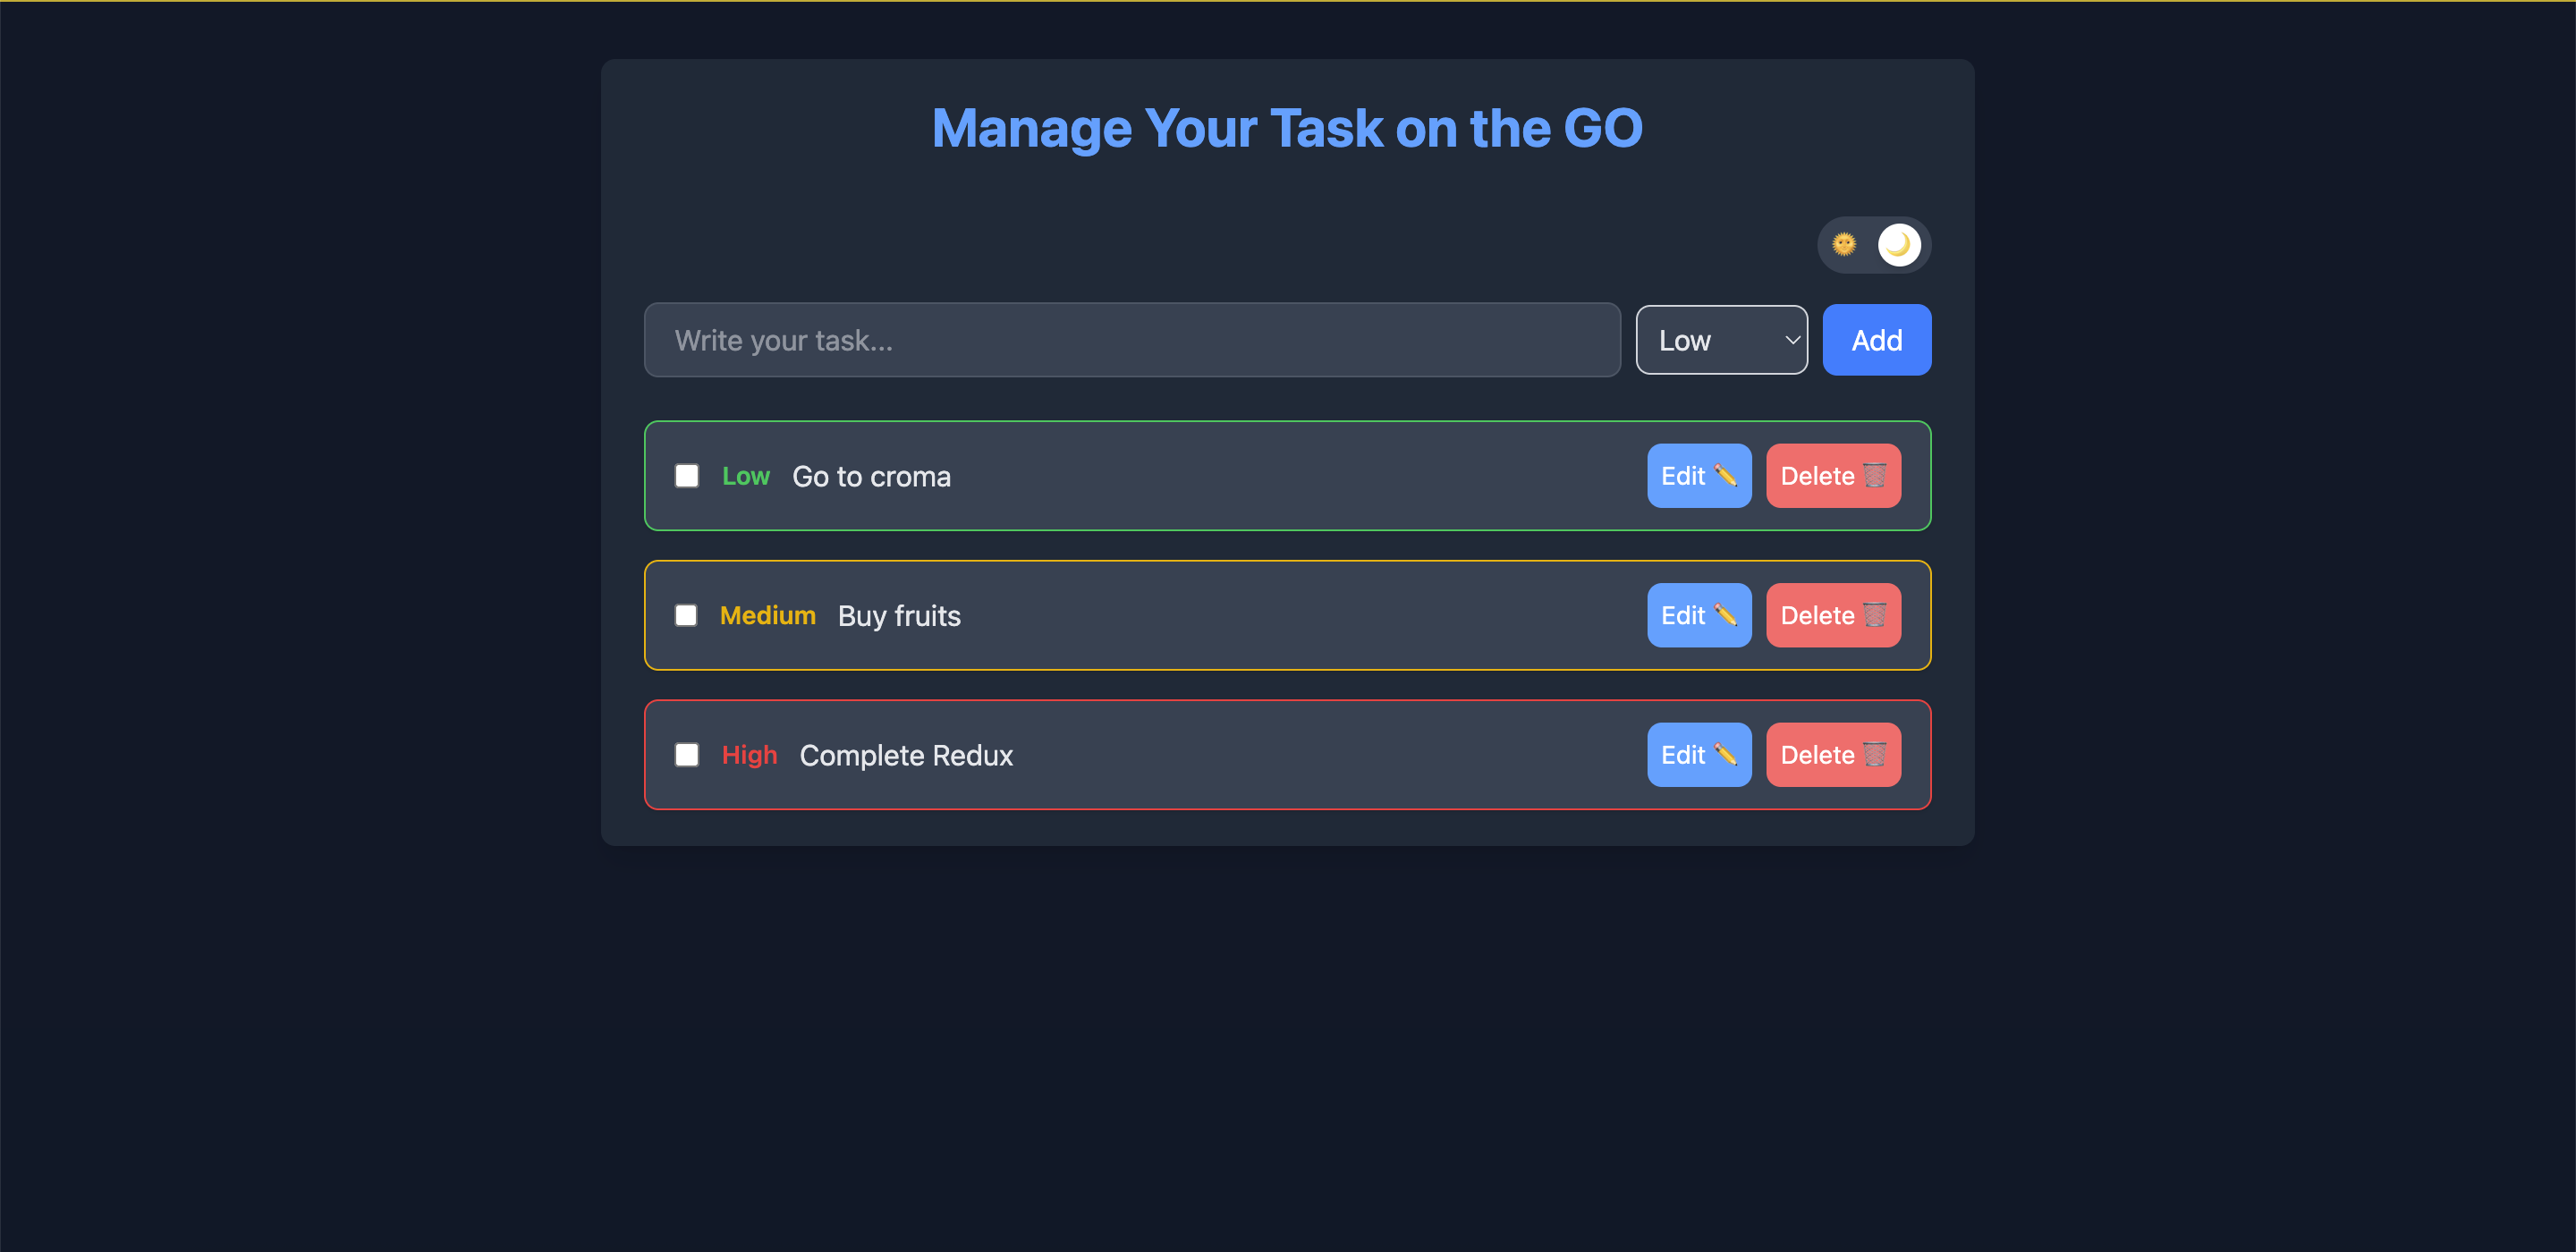 Manage Your Task on the GO
Write your task...
Low
Add
Low Go to croma Edit Delete
Medium Buy fruits Edit Delete
High Complete Redux Edit Delete